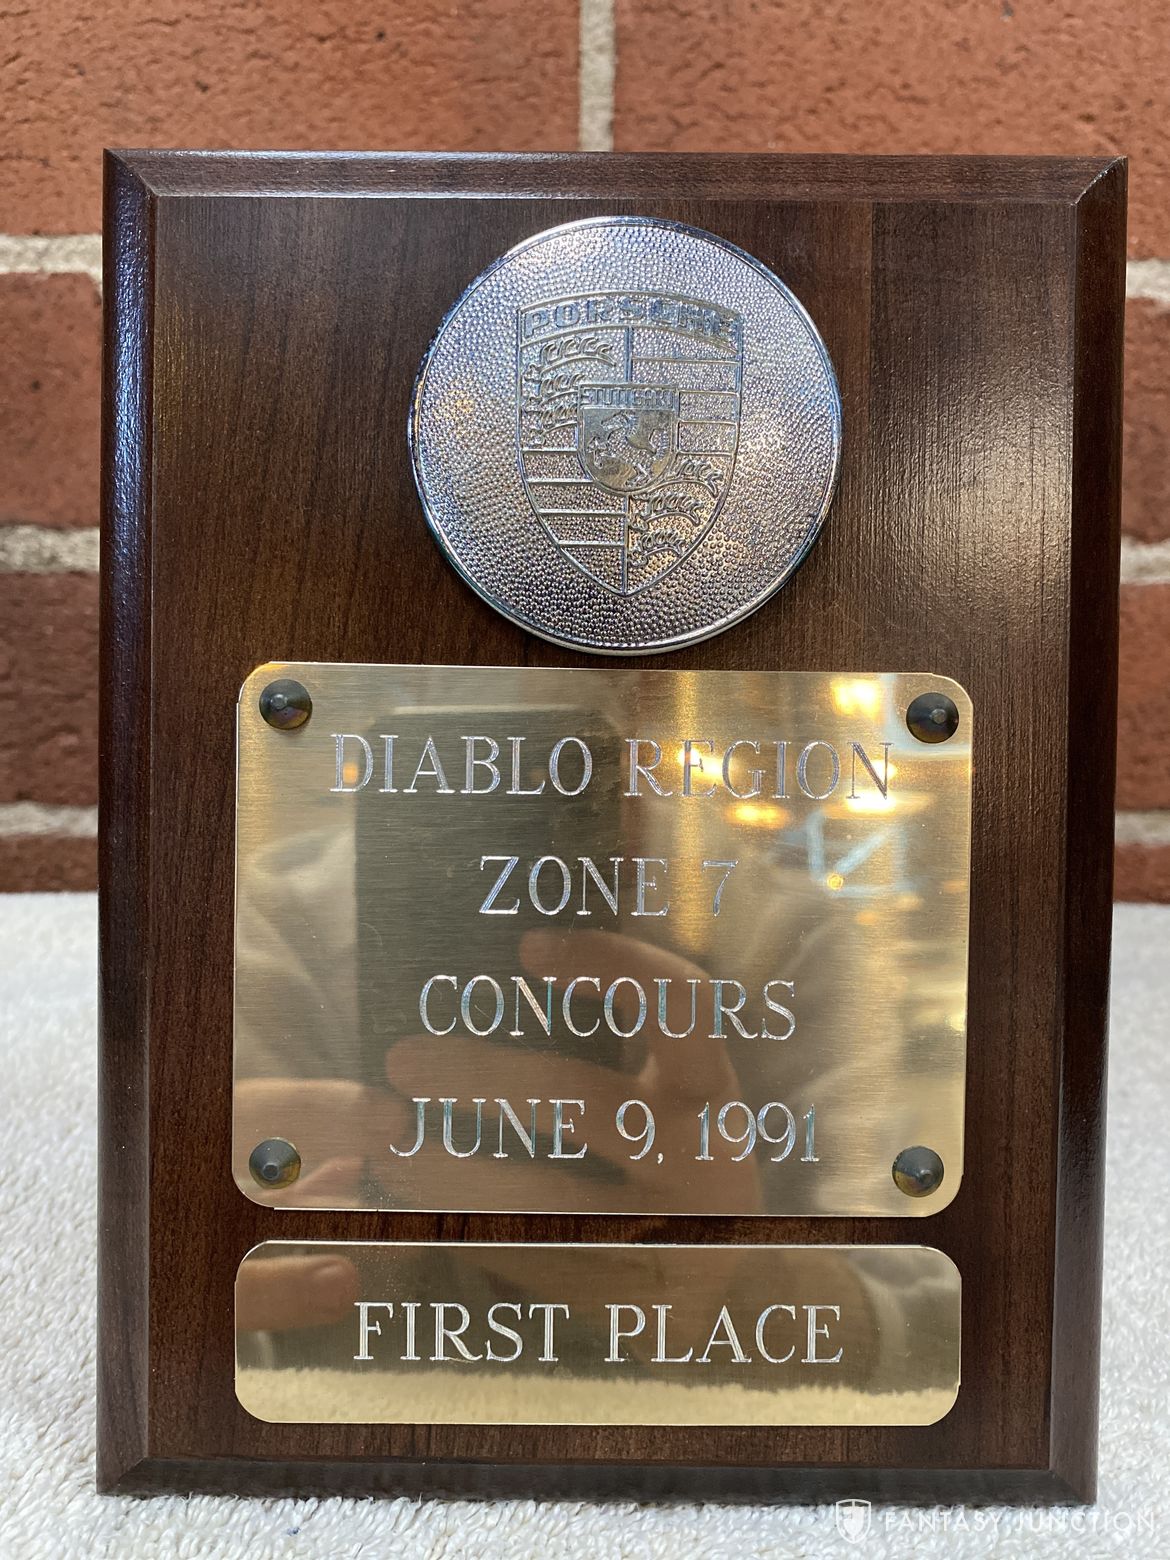 PORSCHE
STUTTGART
DIABLO REGION
ZONE 7
CONCOURS
JUNE 9, 1991
FIRST PLACE
FANTASY JUNCTION